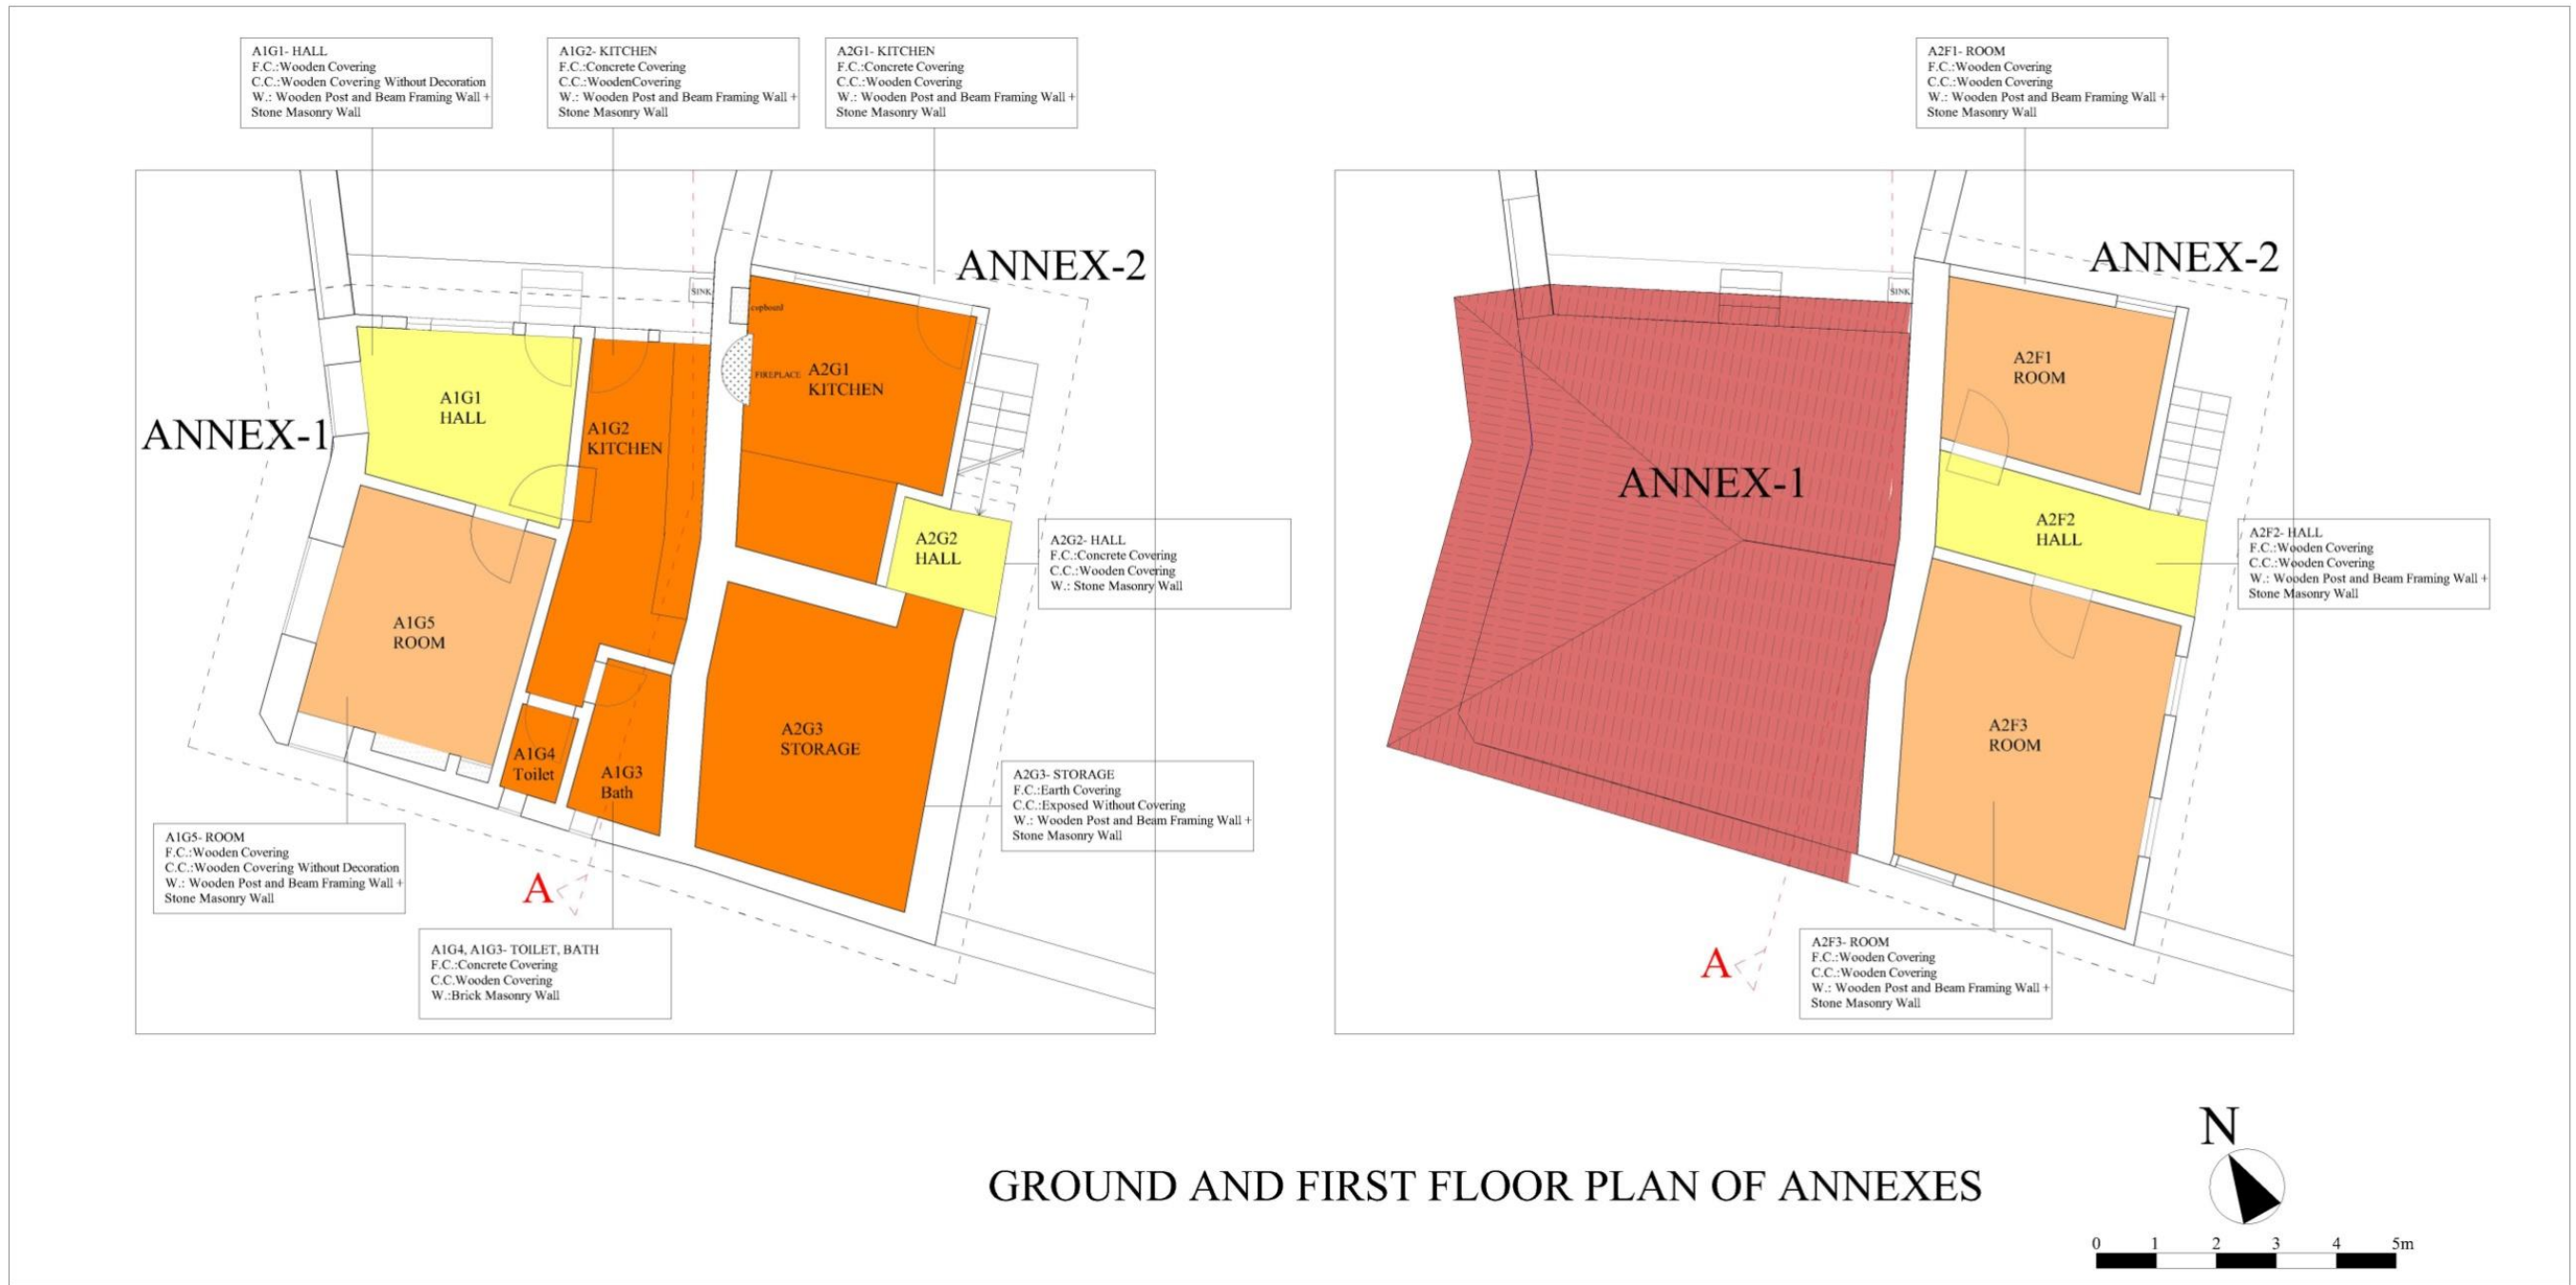 A1G1- HALL
F.C.:Wooden Covering
C.C.:Wooden Covering Without Decoration
W.: Wooden Post and Beam Framing Wall +
Stone Masonry Wall
A1G2- KITCHEN
F.C.:Concrete Covering
C.C.:WoodenCovering
W.: Wooden Post and Beam Framing Wall +
Stone Masonry Wall
A2G1- KITCHEN
F.C.:Concrete Covering
C.C.:Wooden Covering
W.: Wooden Post and Beam Framing Wall +
Stone Masonry Wall
ANNEX-2
SINK
cupboard
FIREPLACE
A2G1
KITCHEN
A1G1
HALL
ANNEX-1
A1G2
KITCHEN
A2G2
HALL
A2G2- HALL
F.C.:Concrete Covering
C.C.:Wooden Covering
W.: Stone Masonry Wall
A1G5
ROOM
A1G4
Toilet
A1G3
Bath
A2G3
STORAGE
A2G3- STORAGE
F.C.:Earth Covering
C.C.:Exposed Without Covering
W.: Wooden Post and Beam Framing Wall +
Stone Masonry Wall
A1G5- ROOM
F.C.:Wooden Covering
C.C.:Wooden Covering Without Decoration
W.: Wooden Post and Beam Framing Wall +
Stone Masonry Wall
A
A1G4, A1G3- TOILET, BATH
F.C.:Concrete Covering
C.C.Wooden Covering
W.:Brick Masonry Wall
A2F1- ROOM
F.C.:Wooden Covering
C.C.:Wooden Covering
W.: Wooden Post and Beam Framing Wall +
Stone Masonry Wall
ANNEX-2
SINK
A2F1
ROOM
ANNEX-1
A2F2
HALL
A2F2- HALL
F.C.:Wooden Covering
C.C.:Wooden Covering
W.: Wooden Post and Beam Framing Wall +
Stone Masonry Wall
A2F3
ROOM
A
A2F3- ROOM
F.C.:Wooden Covering
C.C.:Wooden Covering
W.: Wooden Post and Beam Framing Wall +
Stone Masonry Wall
N
GROUND AND FIRST FLOOR PLAN OF ANNEXES
0 1 2 3 4 5m